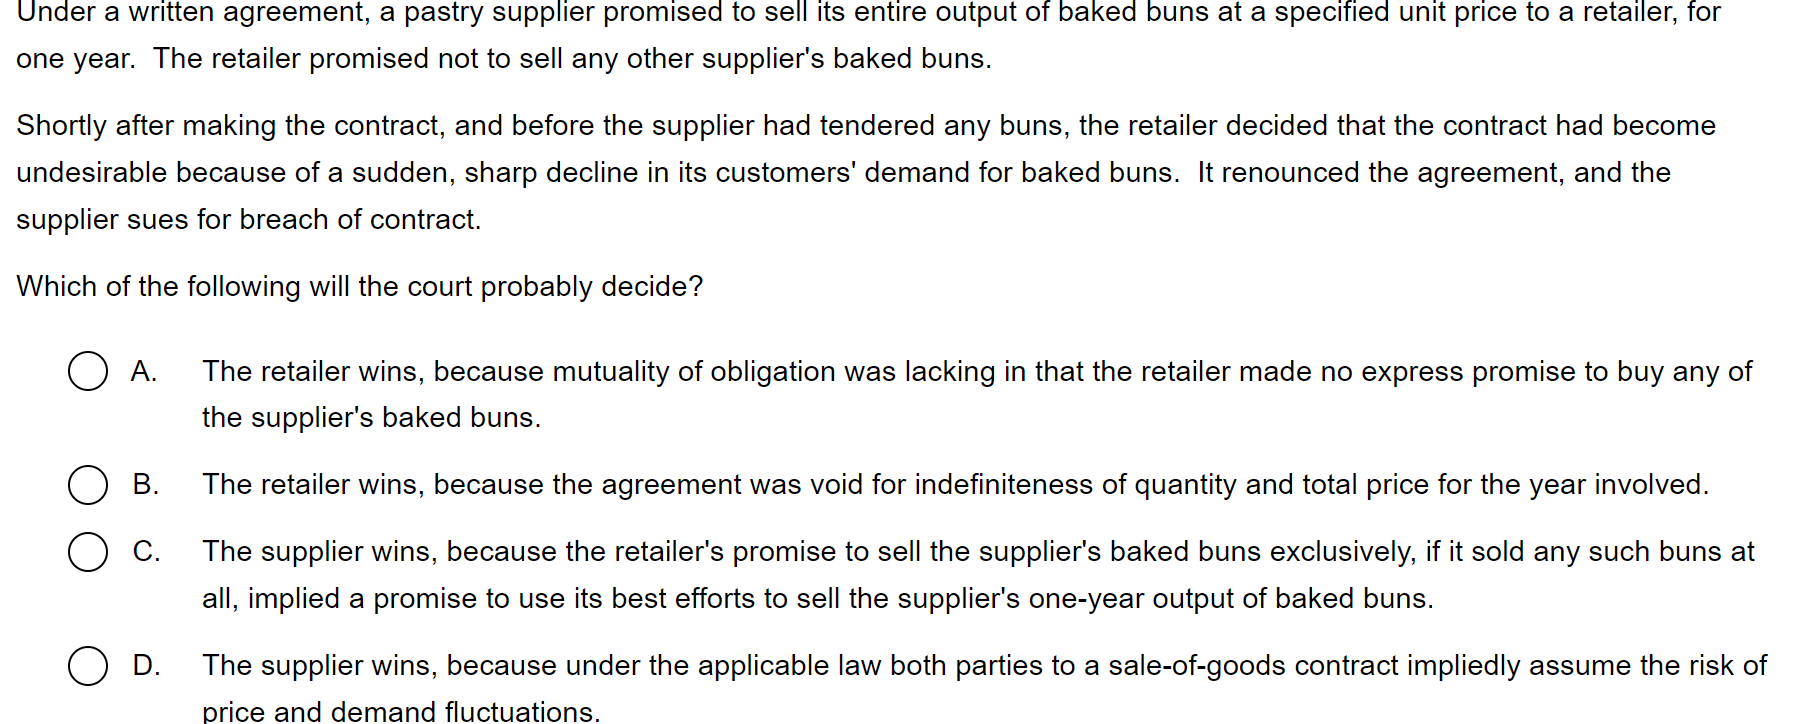 Under a written agreement, a pastry supplier promised to sell its entire output of baked buns at a specified unit price to a retailer, for
one year.  The retailer promised not to sell any other supplier's baked buns.
Shortly after making the contract, and before the supplier had tendered any buns, the retailer decided that the contract had become
undesirable because of a sudden, sharp decline in its customers' demand for baked buns.  It renounced the agreement, and the
supplier sues for breach of contract.
Which of the following will the court probably decide?
A. The retailer wins, because mutuality of obligation was lacking in that the retailer made no express promise to buy any of
the supplier's baked buns.
B. The retailer wins, because the agreement was void for indefiniteness of quantity and total price for the year involved.
C. The supplier wins, because the retailer's promise to sell the supplier's baked buns exclusively, if it sold any such buns at
all, implied a promise to use its best efforts to sell the supplier's one-year output of baked buns.
D. The supplier wins, because under the applicable law both parties to a sale-of-goods contract impliedly assume the risk of
price and demand fluctuations.